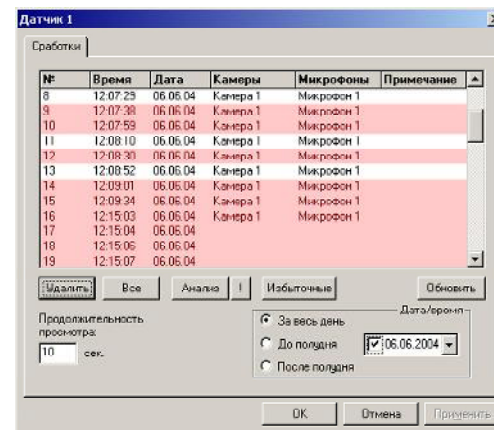 Датчик 1
Сработки
№ Время Дата Камеры Микрофоны Примечание
8 12:07:29 06.06.04 Камера 1 Микрофон 1
9 12:07:38 06.06.04 Камера 1 Микрофон 1
10 12:07:59 06.06.04 Камера 1 Микрофон 1
11 12:08:10 06.06.04 Камера 1 Микрофон 1
12 12:08:30 06.06.04 Камера 1 Микрофон 1
13 12:08:52 06.06.04 Камера 1 Микрофон 1
14 12:09:01 06.06.04 Камера 1 Микрофон 1
15 12:09:34 06.06.04 Камера 1 Микрофон 1
16 12:15:03 06.06.04 Камера 1 Микрофон 1
17 12:15:04 06.06.04
18 12:15:06 06.06.04
19 12:15:07 06.06.04
Удалить Все Анализ ! Избыточные Обновить
Продолжительность
просмотра:
10 сек.
Дата/время
За весь день
До полудня 06.06.2004
После полудня
OK Отмена Применить